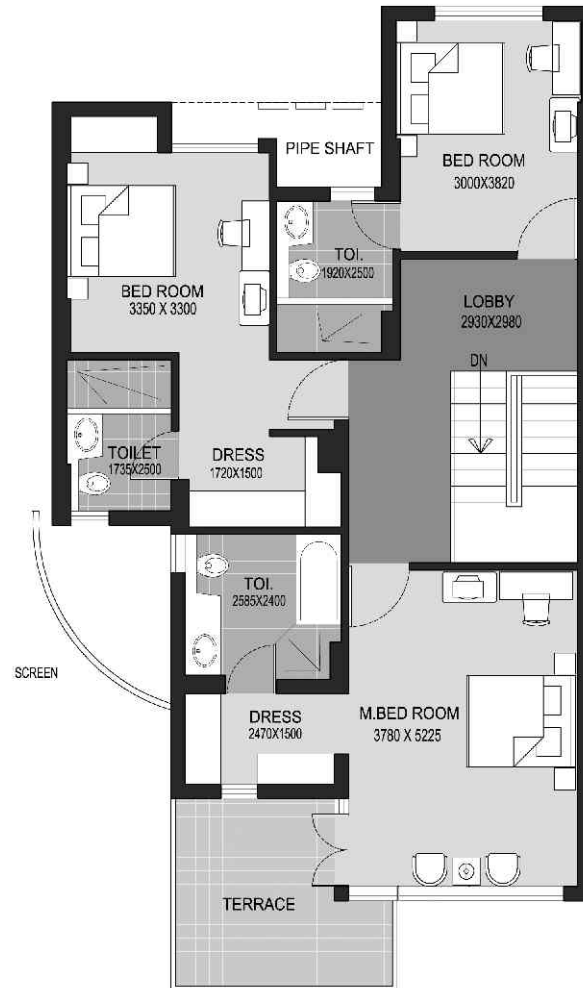 PIPE SHAFT
BED ROOM
3000X3820
TOI.
1920X2500
BED ROOM
3350 X 3300
LOBBY
2930X2980
DN
TOILET
1735X2500
DRESS
1720X1500
TOI.
2585X2400
SCREEN
DRESS
2470X1500
M.BED ROOM
3780 X 5225
TERRACE